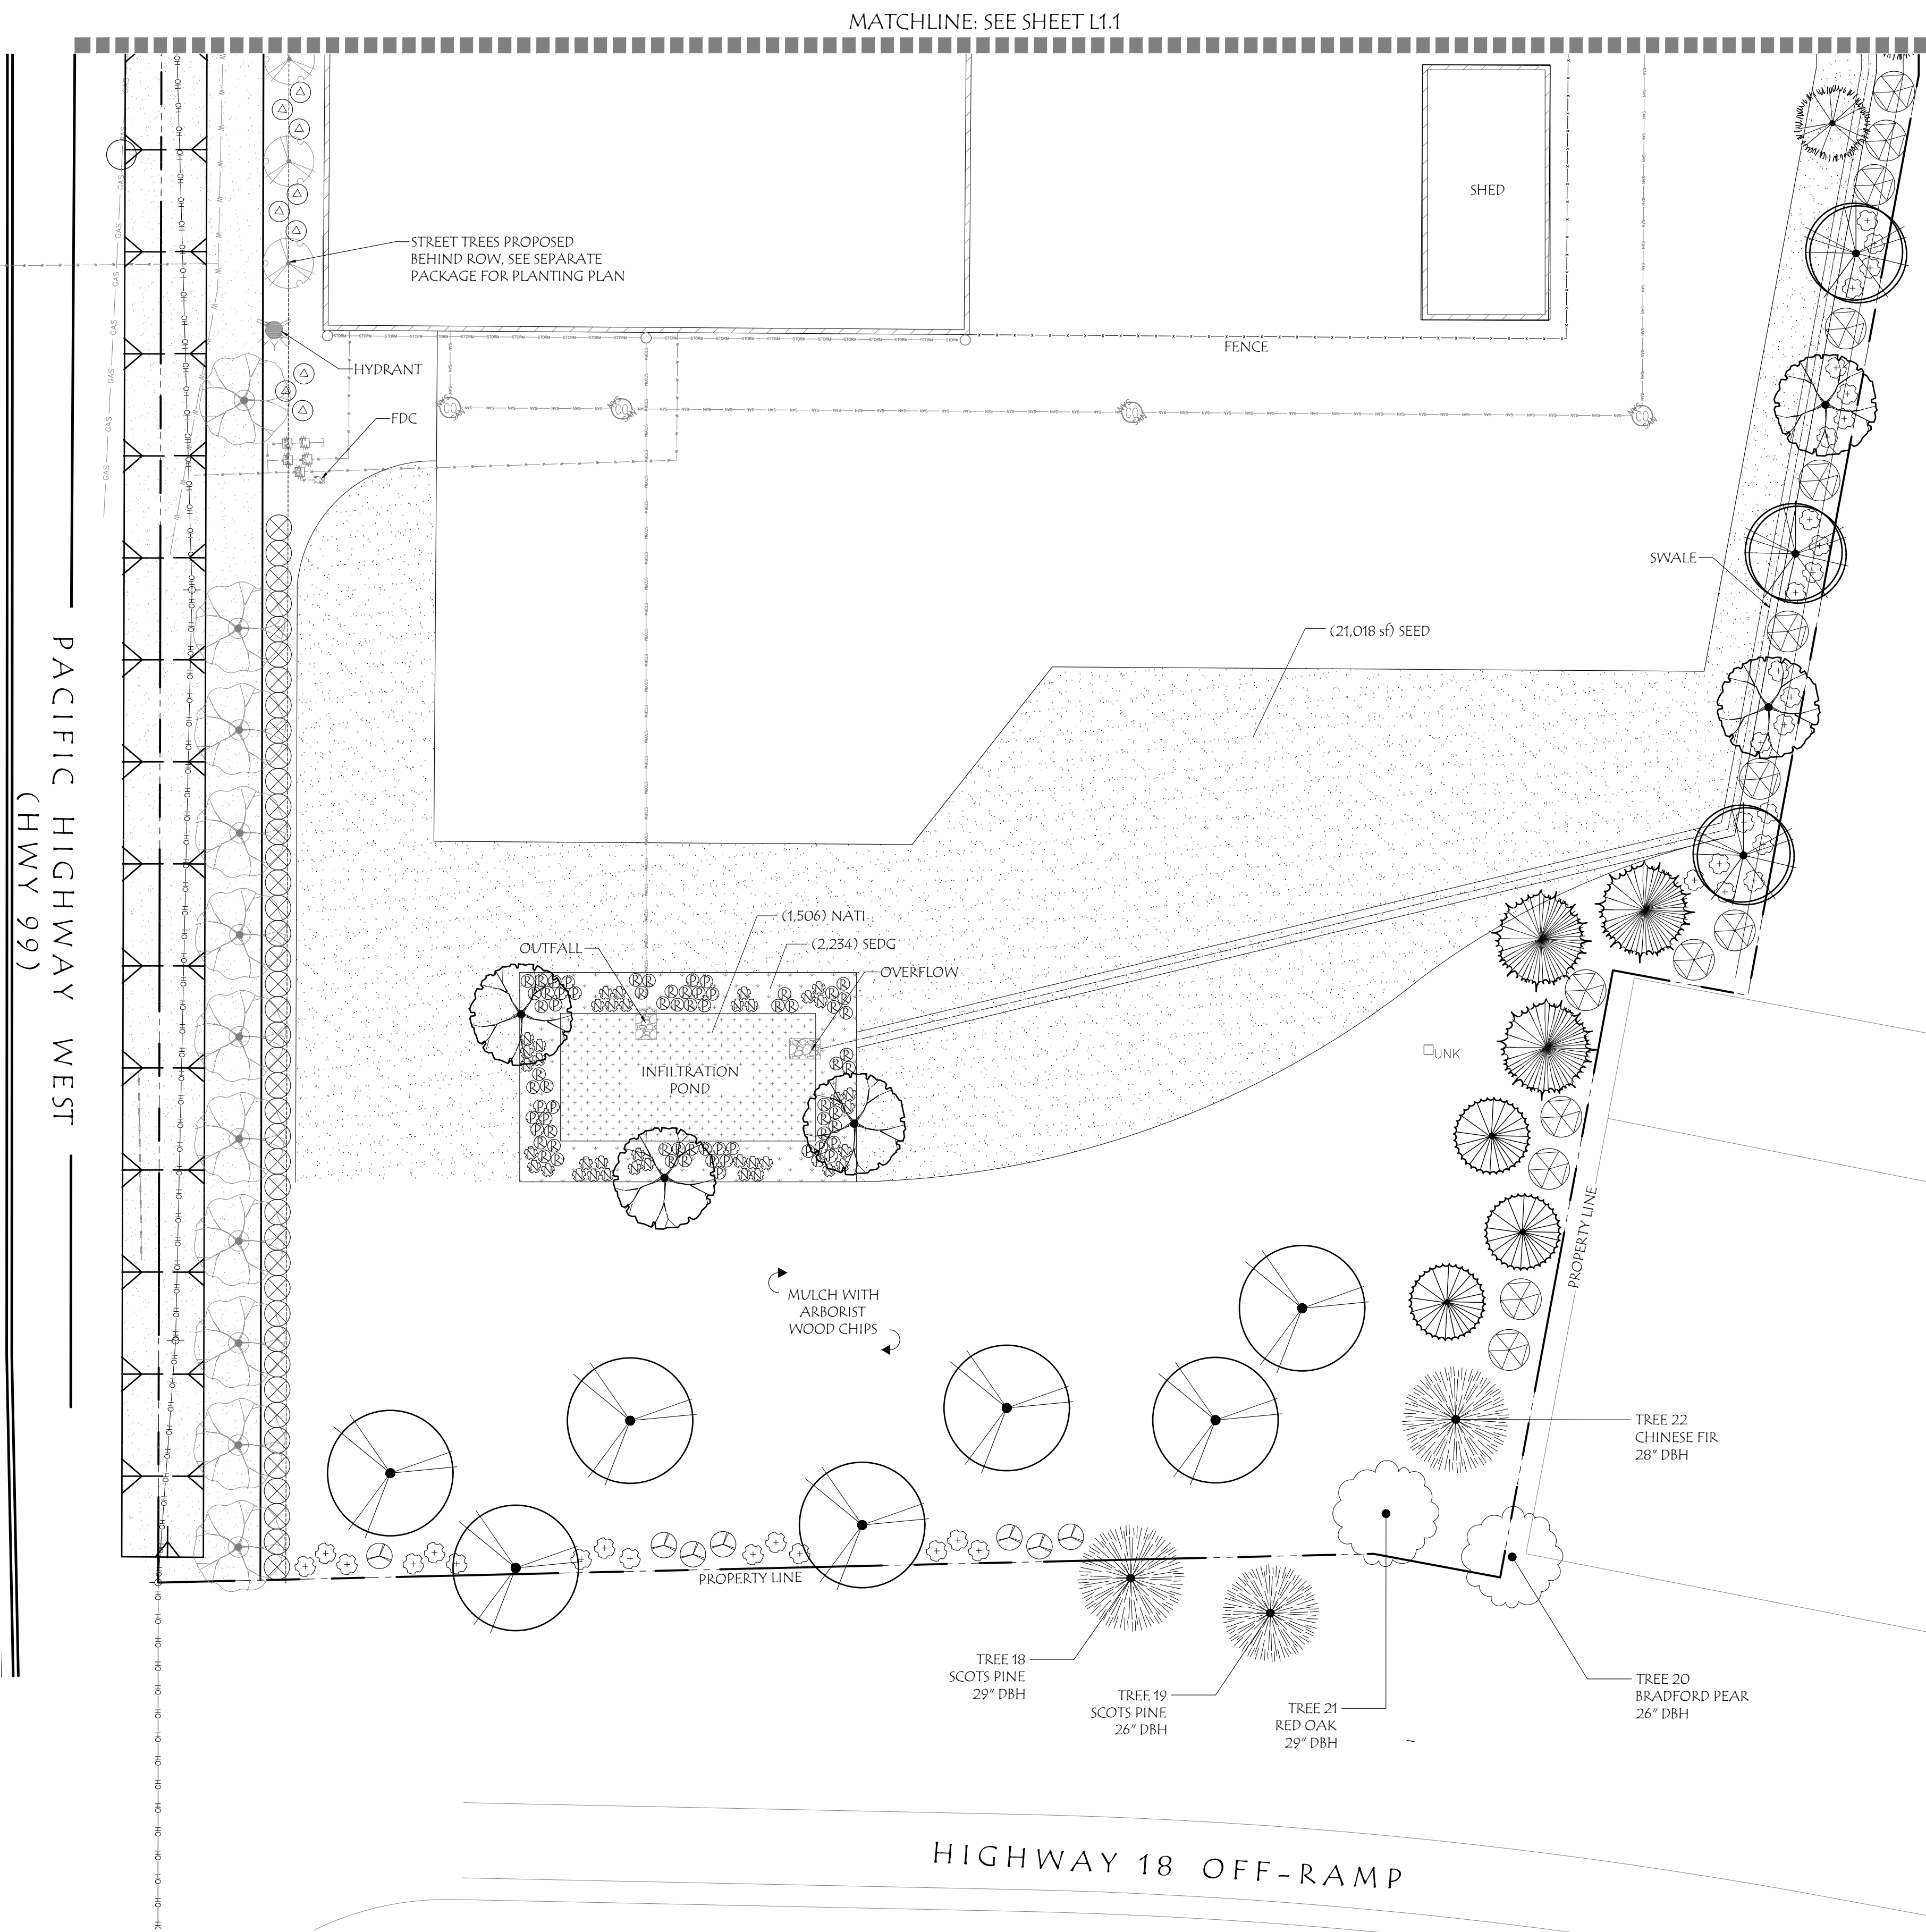 MATCHLINE: SEE SHEET L1.1
SHED
STREET TREES PROPOSED
BEHIND ROW, SEE SEPARATE
PACKAGE FOR PLANTING PLAN
FENCE
HYDRANT
FDC
SWALE
(21,018 sf) SEED
PACIFIC HIGHWAY WEST
(HWY 99)
(1,506) NATI
(2,234) SEDG
OUTFALL
OVERFLOW
INFILTRATION
POND
UNK
PROPERTY LINE
MULCH WITH
ARBORIST
WOOD CHIPS
TREE 22
CHINESE FIR
28" DBH
PROPERTY LINE
TREE 18
SCOTS PINE
29" DBH
TREE 19
SCOTS PINE
26" DBH
TREE 21
RED OAK
29" DBH
TREE 20
BRADFORD PEAR
26" DBH
HIGHWAY 18 OFF-RAMP